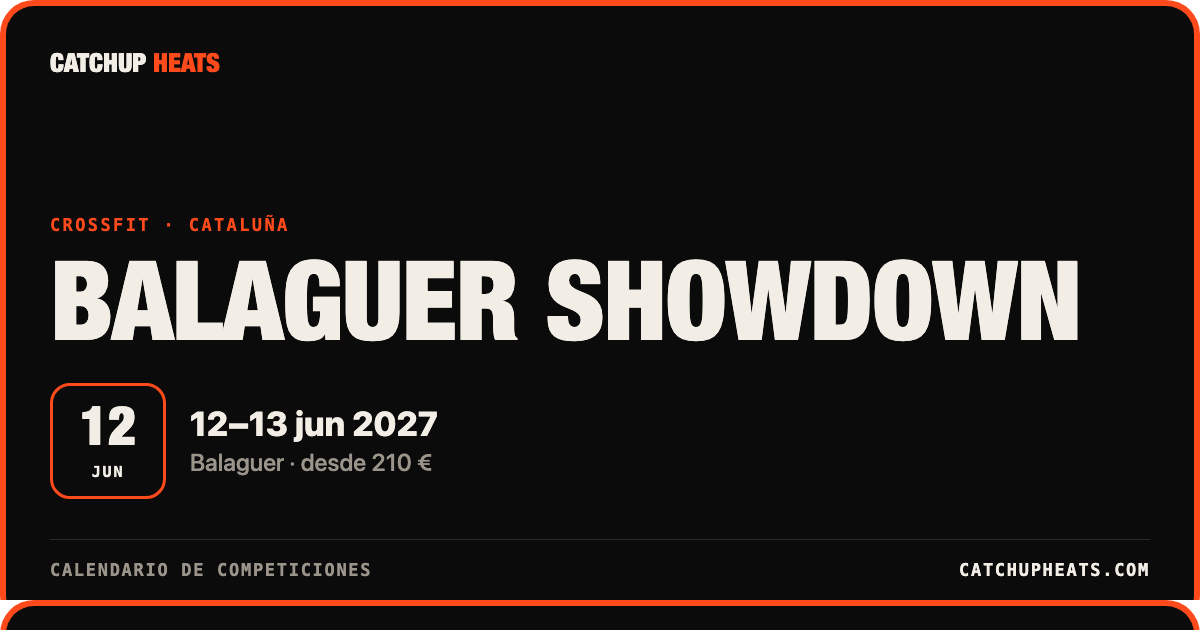 CATCHUP HEATS
CROSSFIT · CATALUÑA
BALAGUER SHOWDOWN
12
JUN
12–13 jun 2027
Balaguer · desde 210 €
CALENDARIO DE COMPETICIONES
CATCHUPHEATS.COM